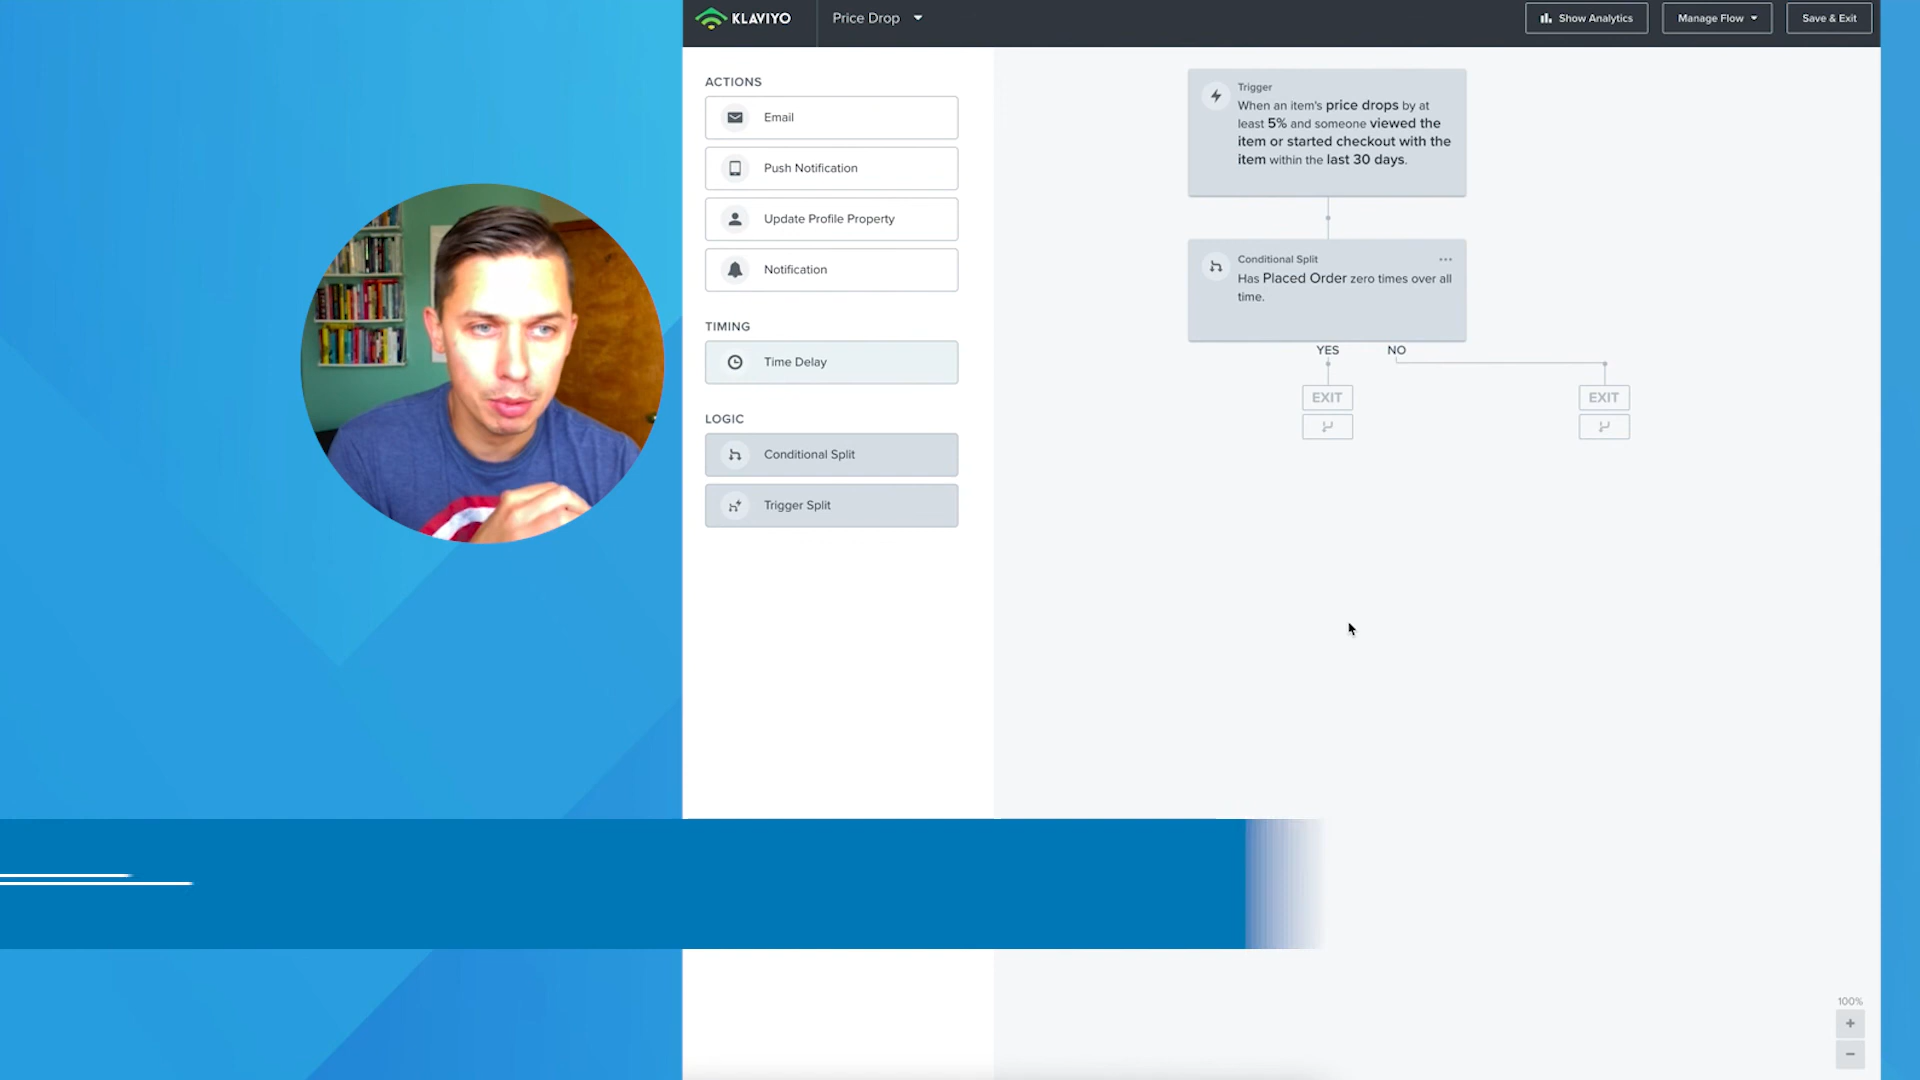 KLAVIYO
Price Drop
Show Analytics
Manage Flow
Save & Exit
ACTIONS
Email
Push Notification
Update Profile Property
Notification
TIMING
Time Delay
LOGIC
Conditional Split
Trigger Split
Trigger
When an item's price drops by at
least 5% and someone viewed the
item or started checkout with the
item within the last 30 days.
Conditional Split
Has Placed Order zero times over all
time.
YES
NO
EXIT
EXIT
100%